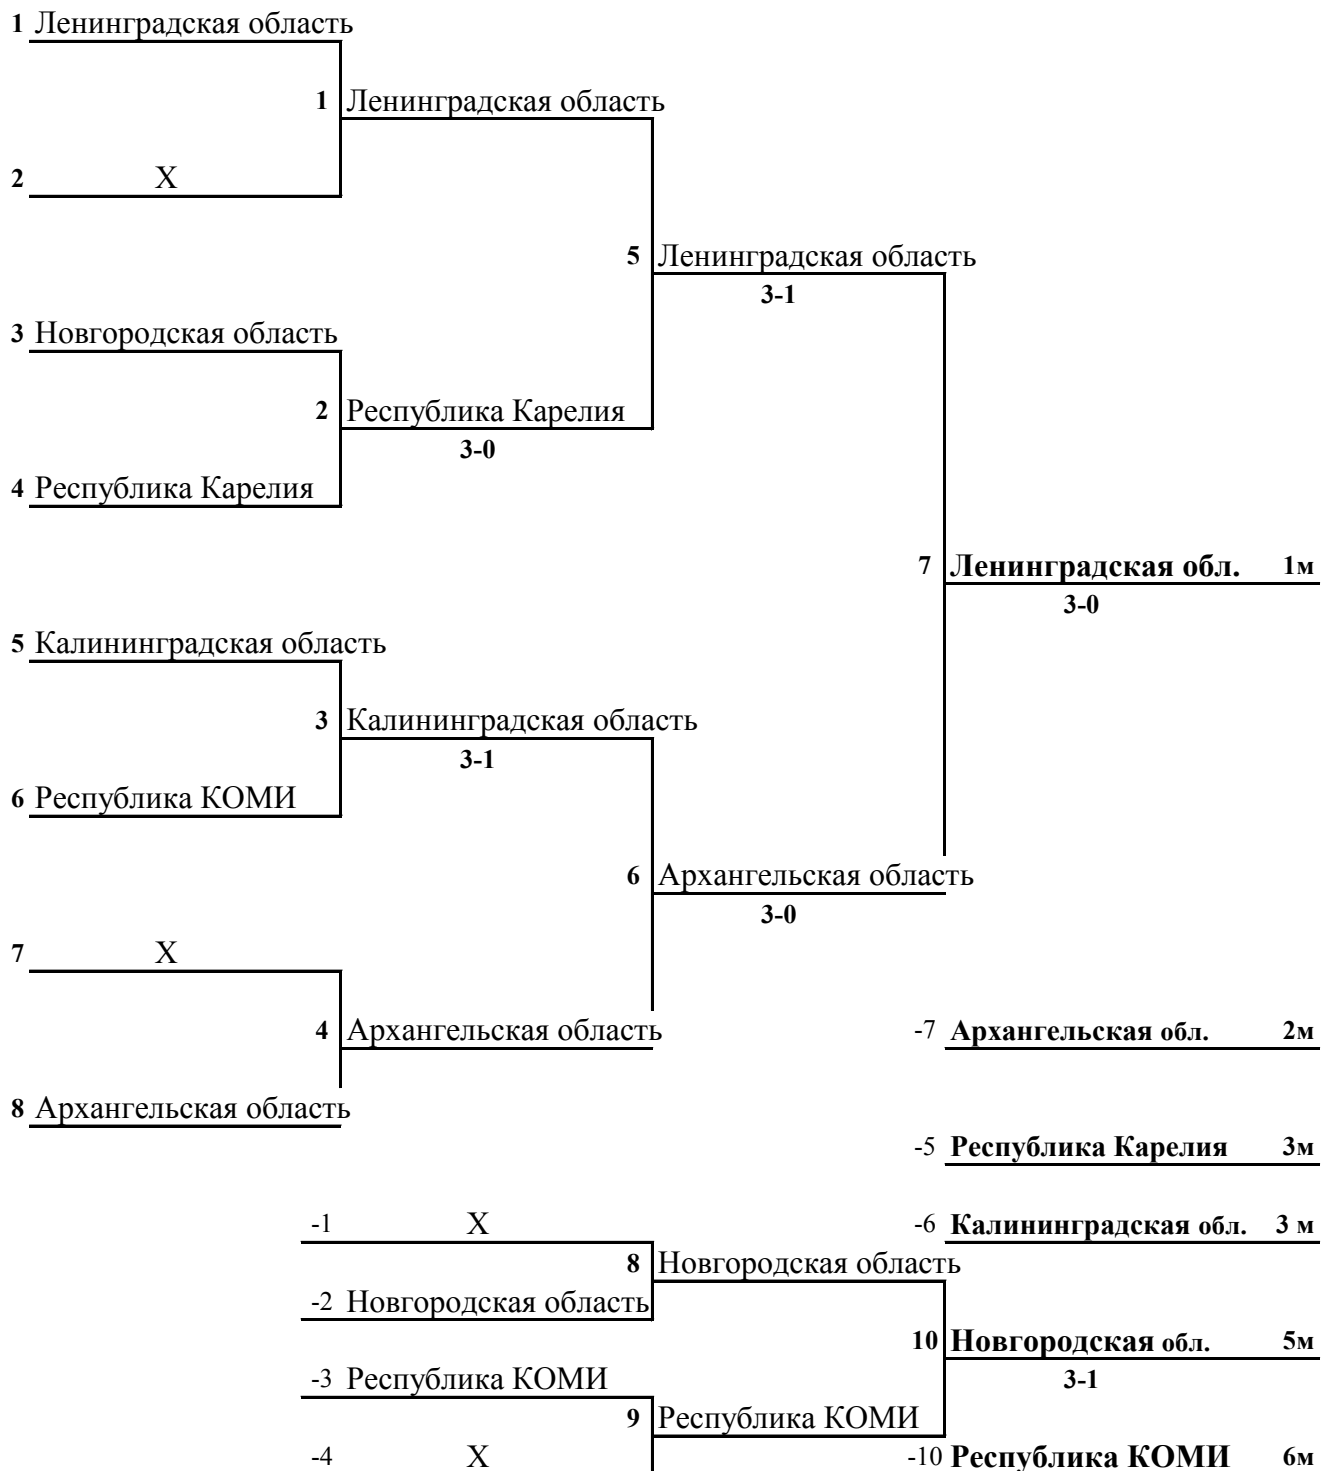 1 Ленинградская область
1 Ленинградская область
2 X
5 Ленинградская область
3-1
3 Новгородская область
2 Республика Карелия
3-0
4 Республика Карелия
7 Ленинградская обл. 1м
3-0
5 Калининградская область
3 Калининградская область
3-1
6 Республика КОМИ
6 Архангельская область
3-0
7 X
4 Архангельская область
-7 Архангельская обл. 2м
8 Архангельская область
-5 Республика Карелия 3м
-1 X
-6 Калининградская обл. 3 м
8 Новгородская область
-2 Новгородская область
10 Новгородская обл. 5м
-3 Республика КОМИ
3-1
9 Республика КОМИ
-4 X
-10 Республика КОМИ 6м